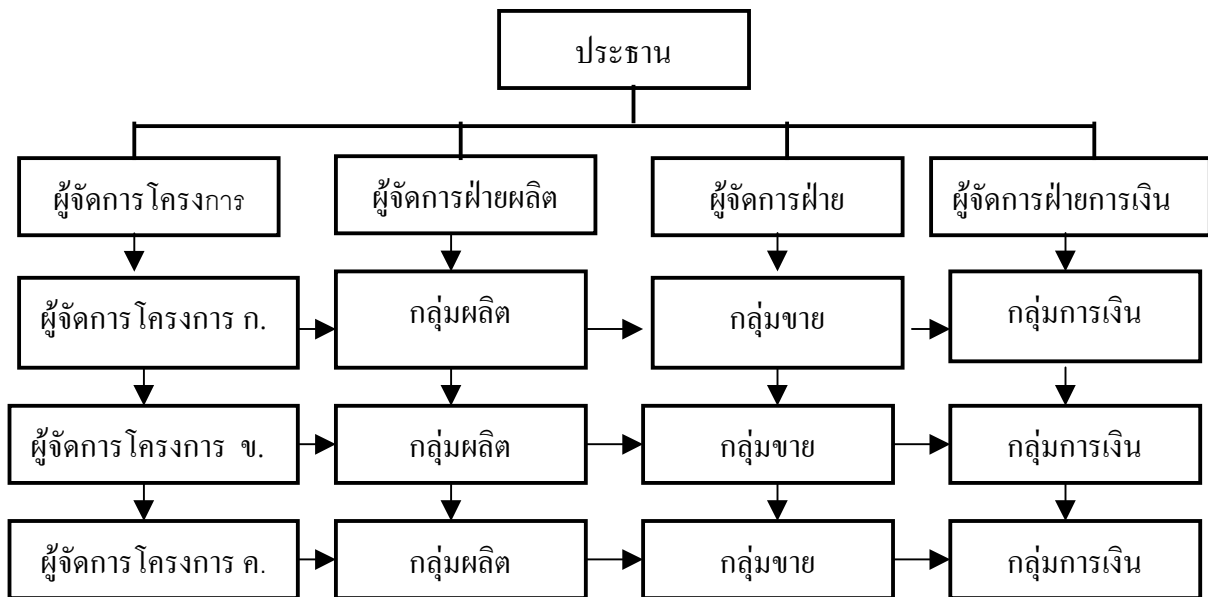 ประธาน
ผู้จัดการโครงการ
ผู้จัดการฝ่ายผลิต
ผู้จัดการฝ่าย
ผู้จัดการฝ่ายการเงิน
ผู้จัดการโครงการ ก.
กลุ่มผลิต
กลุ่มขาย
กลุ่มการเงิน
ผู้จัดการโครงการ ข.
กลุ่มผลิต
กลุ่มขาย
กลุ่มการเงิน
ผู้จัดการโครงการ ค.
กลุ่มผลิต
กลุ่มขาย
กลุ่มการเงิน